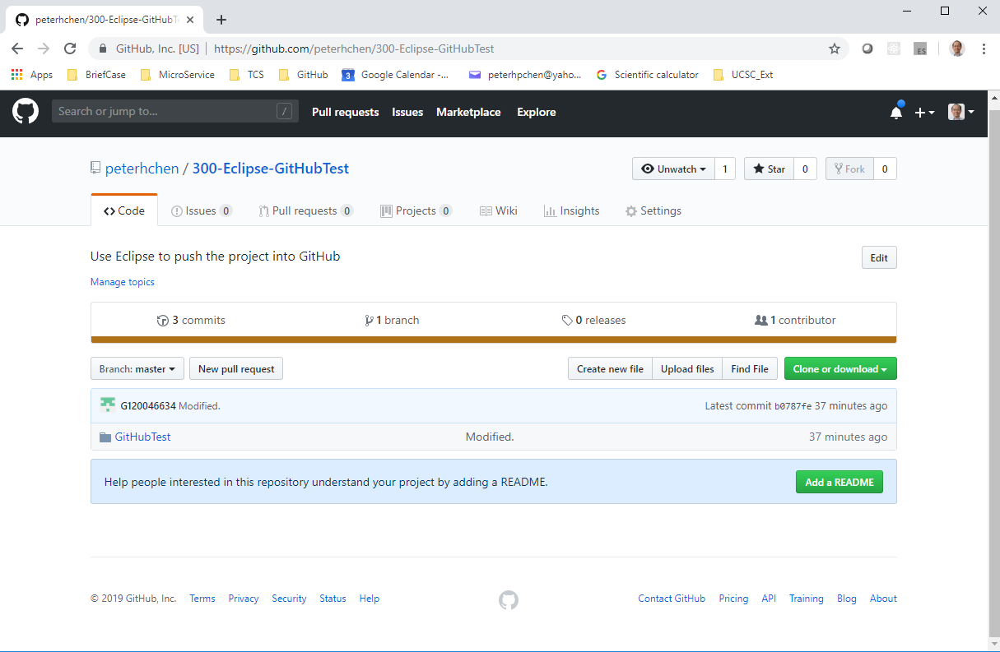 peterhchen/300-Eclipse-GitHubT
GitHub, Inc. [US] https://github.com/peterhchen/300-Eclipse-GitHubTest
ES
Apps BriefCase MicroService TCS GitHub 3 Google Calendar -... peterhpchen@yaho... Scientific calculator UCSC_Ext
Search or jump to... / Pull requests Issues Marketplace Explore
peterhchen / 300-Eclipse-GitHubTest Unwatch 1 Star 0 Fork 0
Code Issues 0 Pull requests 0 Projects 0 Wiki Insights Settings
Use Eclipse to push the project into GitHub Edit
Manage topics
3 commits 1 branch 0 releases 1 contributor
Branch: master New pull request Create new file Upload files Find File Clone or download
G120046634 Modified. Latest commit b0787fe 37 minutes ago
GitHubTest Modified. 37 minutes ago
Help people interested in this repository understand your project by adding a README. Add a README
© 2019 GitHub, Inc. Terms Privacy Security Status Help Contact GitHub Pricing API Training Blog About